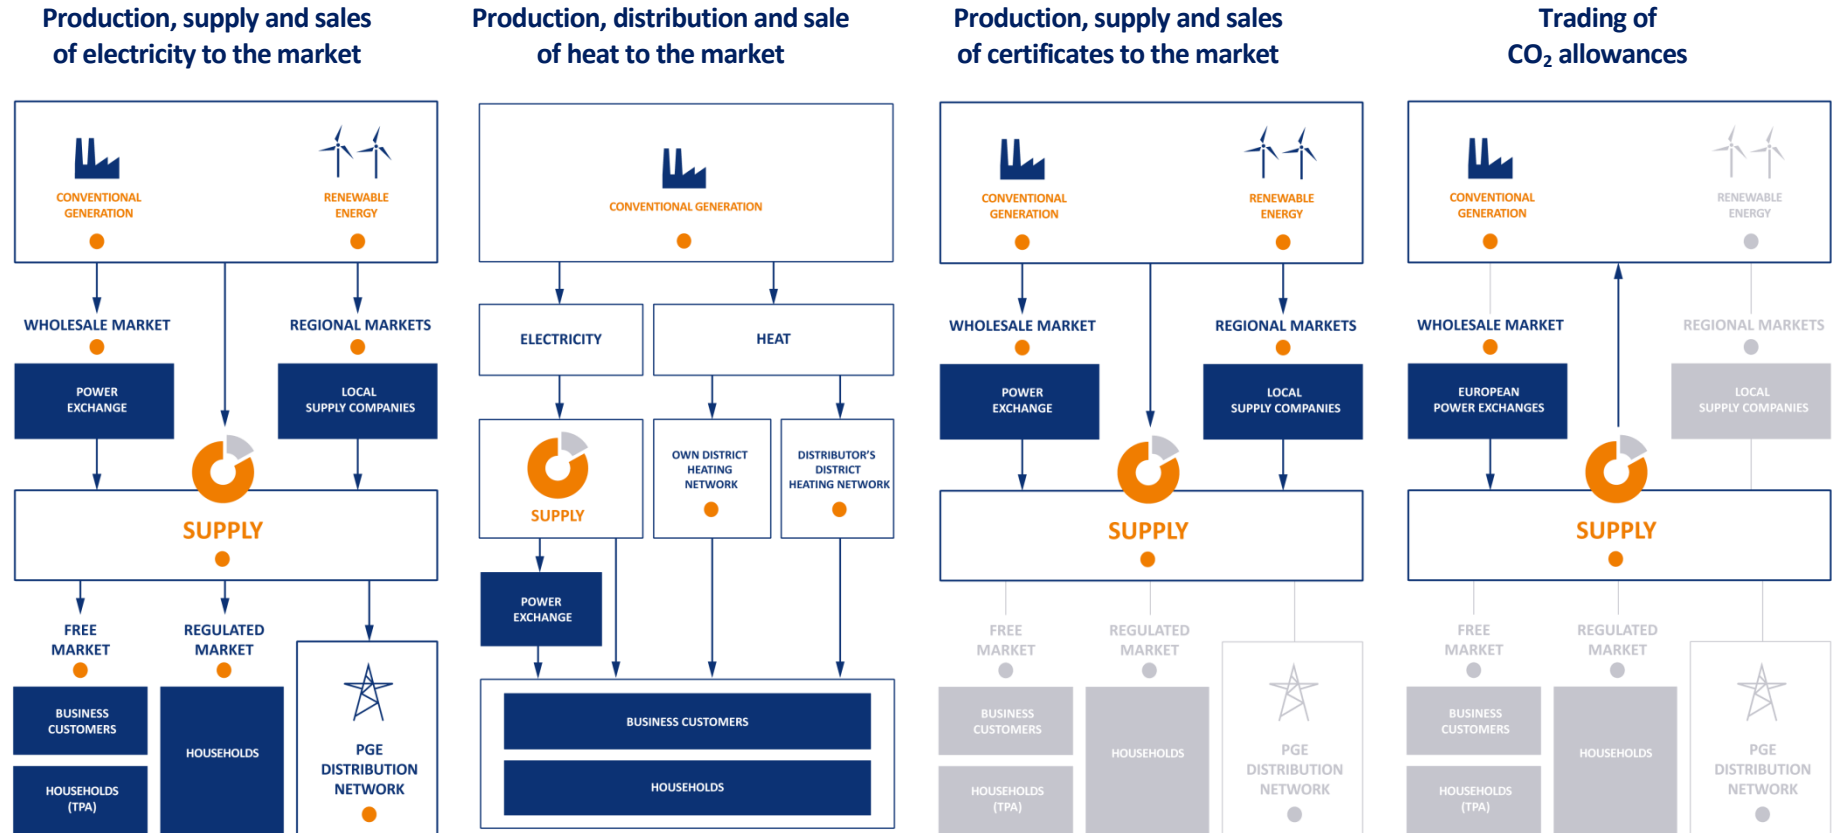 Production, supply and sales
of electricity to the market
CONVENTIONAL
GENERATION
RENEWABLE
ENERGY
WHOLESALE MARKET
REGIONAL MARKETS
POWER
EXCHANGE
LOCAL
SUPPLY COMPANIES
SUPPLY
FREE
MARKET
REGULATED
MARKET
BUSINESS
CUSTOMERS
HOUSEHOLDS
(TPA)
HOUSEHOLDS
PGE
DISTRIBUTION
NETWORK
Production, distribution and sale
of heat to the market
CONVENTIONAL GENERATION
ELECTRICITY
HEAT
SUPPLY
OWN DISTRICT
HEATING
NETWORK
DISTRIBUTOR'S
DISTRICT
HEATING NETWORK
POWER
EXCHANGE
BUSINESS CUSTOMERS
HOUSEHOLDS
Production, supply and sales
of certificates to the market
CONVENTIONAL
GENERATION
RENEWABLE
ENERGY
WHOLESALE MARKET
REGIONAL MARKETS
POWER
EXCHANGE
LOCAL
SUPPLY COMPANIES
SUPPLY
FREE
MARKET
REGULATED
MARKET
BUSINESS
CUSTOMERS
HOUSEHOLDS
(TPA)
HOUSEHOLDS
PGE
DISTRIBUTION
NETWORK
Trading of
CO₂ allowances
CONVENTIONAL
GENERATION
RENEWABLE
ENERGY
WHOLESALE MARKET
REGIONAL MARKETS
EUROPEAN
POWER EXCHANGES
LOCAL
SUPPLY COMPANIES
SUPPLY
FREE
MARKET
REGULATED
MARKET
BUSINESS
CUSTOMERS
HOUSEHOLDS
(TPA)
HOUSEHOLDS
PGE
DISTRIBUTION
NETWORK